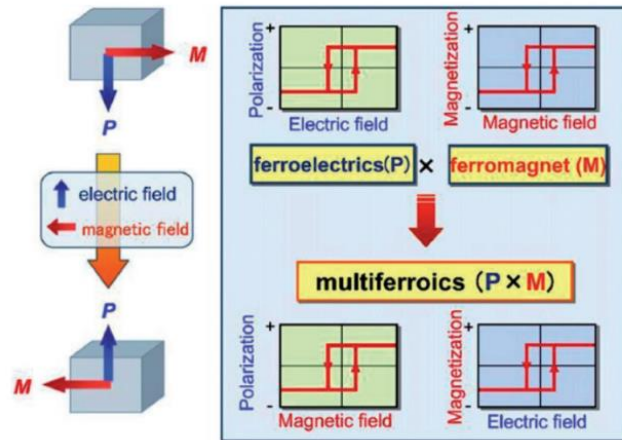 M
P
electric field
magnetic field
P
M
+
Polarization
-
Electric field
+
Magnetization
-
Magnetic field
ferroelectrics(P) × ferromagnet (M)
multiferroics (P × M)
+
Polarization
-
Magnetic field
+
Magnetization
-
Electric field